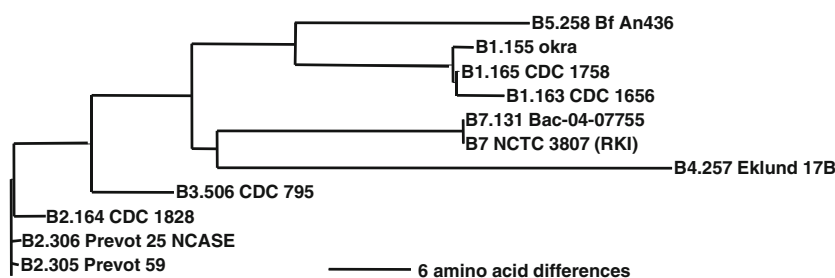 B5.258 Bf An436
B1.155 okra
B1.165 CDC 1758
B1.163 CDC 1656
B7.131 Bac-04-07755
B7 NCTC 3807 (RKI)
B4.257 Eklund 17B
B3.506 CDC 795
B2.164 CDC 1828
B2.306 Prevot 25 NCASE
B2.305 Prevot 59
6 amino acid differences